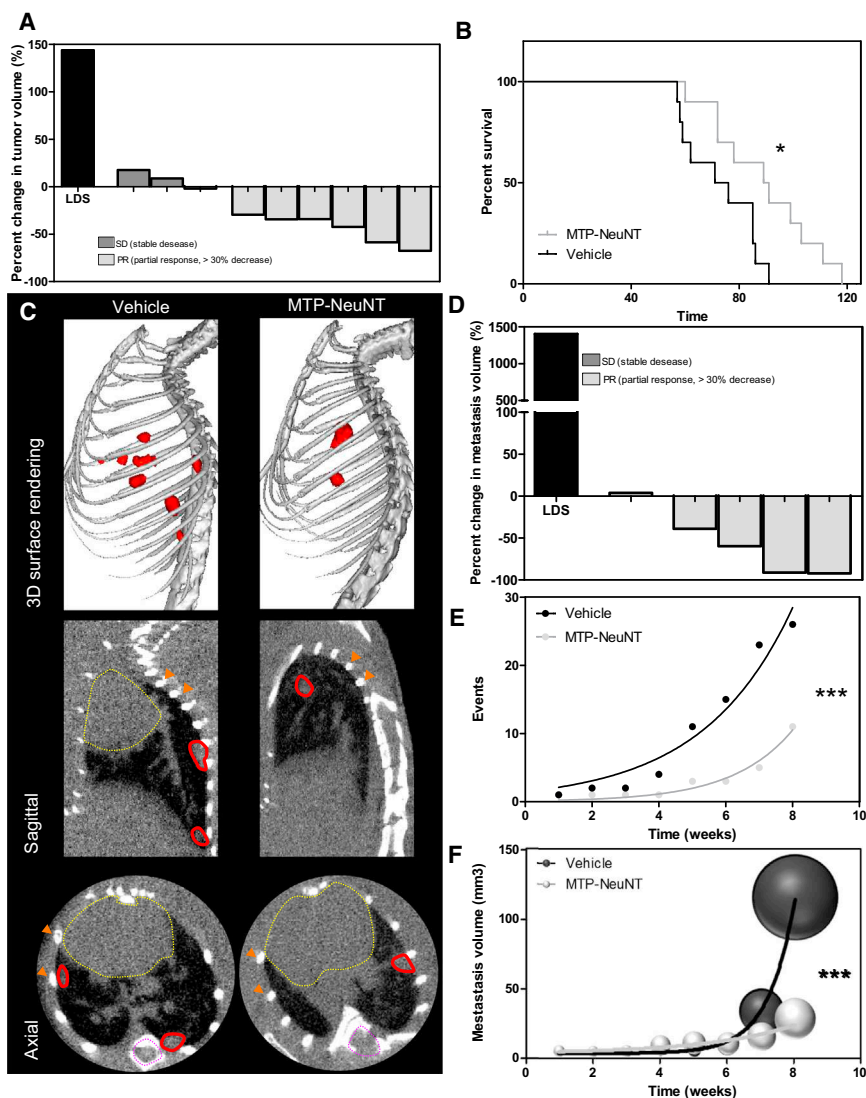 A
Percent change in tumor volume (%)
150
100
50
0
-50
-100
LDS
SD (stable desease)
PR (partial response, > 30% decrease)
B
Percent survival
100
50
0
0
40
80
120
*
MTP-NeuNT
Vehicle
Time
C
Vehicle
MTP-NeuNT
3D surface rendering
Sagittal
Axial
D
Percent change in metastasis volume (%)
1500
1000
500
100
50
0
-50
-100
LDS
SD (stable desease)
PR (partial response, > 30% decrease)
E
Events
30
20
10
0
Vehicle
MTP-NeuNT
***
0
2
4
6
8
10
Time (weeks)
F
Mestastasis volume (mm3)
150
100
50
0
Vehicle
MTP-NeuNT
***
0
2
4
6
8
10
Time (weeks)